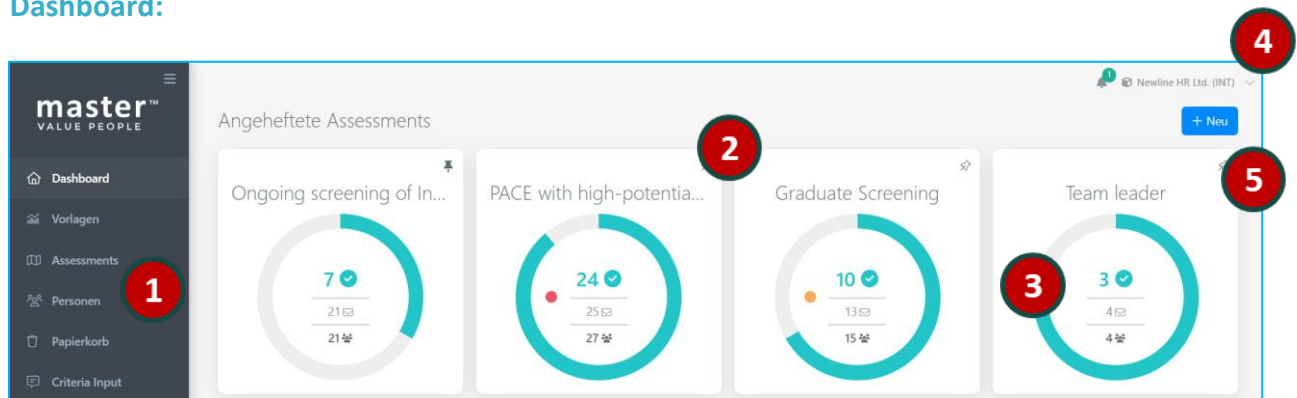 Dashboard:
4
master™
VALUE PEOPLE
1
Newline HR Ltd. (INT)
Angeheftete Assessments
+ Neu
2
5
Dashboard
Vorlagen
Assessments
Personen
Papierkorb
Criteria Input
1
Ongoing screening of In...
7
21
21
PACE with high-potentia...
24
25
27
Graduate Screening
10
13
15
Team leader
3
3
4
4